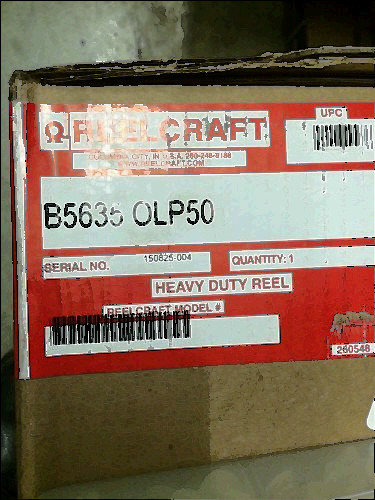 REELCRAFT
UPC
COLUMBIA CITY, IN U.S.A. 260-248-8188
WWW.REELCRAFT.COM
B5635 OLP50
SERIAL NO. 150825-004
QUANTITY: 1
HEAVY DUTY REEL
REELCRAFT MODEL #
260548